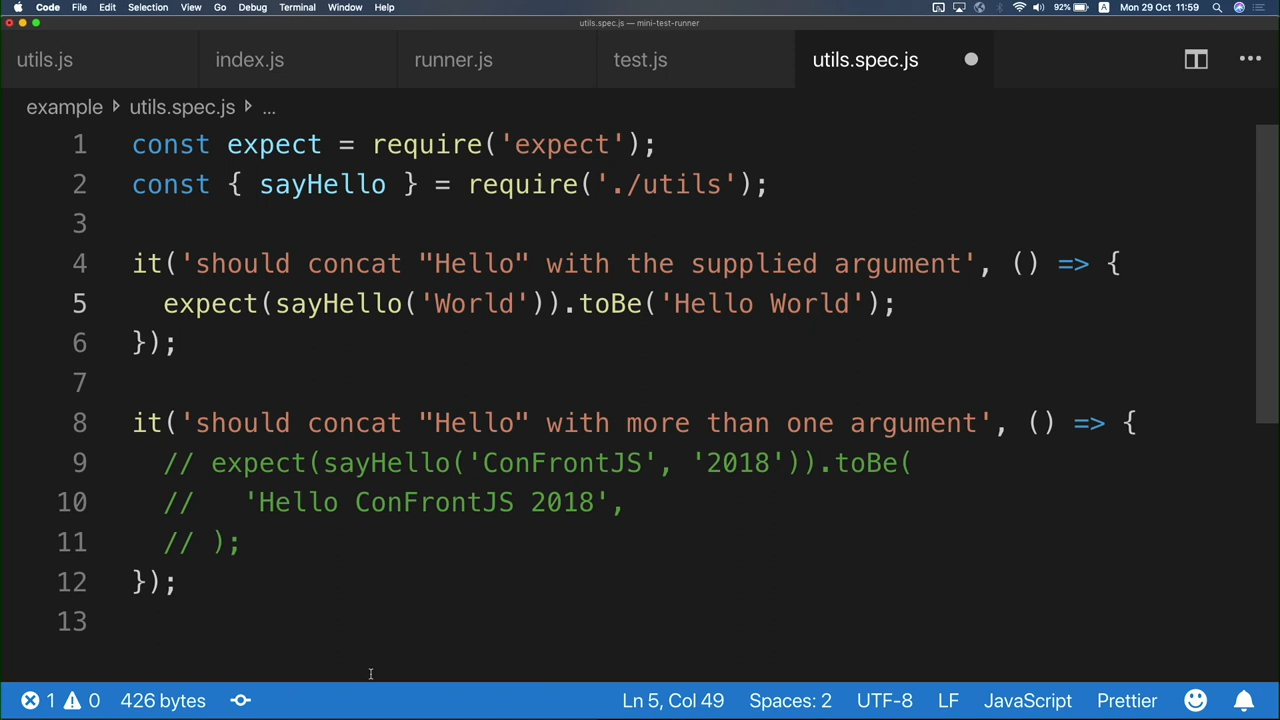 Code File Edit Selection View Go Debug Terminal Window Help 92% A Mon 29 Oct 11:59
utils.spec.js — mini-test-runner
utils.js index.js runner.js test.js utils.spec.js
example utils.spec.js ...
1 const expect = require('expect');
2 const { sayHello } = require('./utils');
3
4 it('should concat "Hello" with the supplied argument', () => {
5 expect(sayHello('World')).toBe('Hello World');
6 });
7
8 it('should concat "Hello" with more than one argument', () => {
9 // expect(sayHello('ConFrontJS', '2018')).toBe(
10 // 'Hello ConFrontJS 2018',
11 // );
12 });
13
1 0 426 bytes Ln 5, Col 49 Spaces: 2 UTF-8 LF JavaScript Prettier